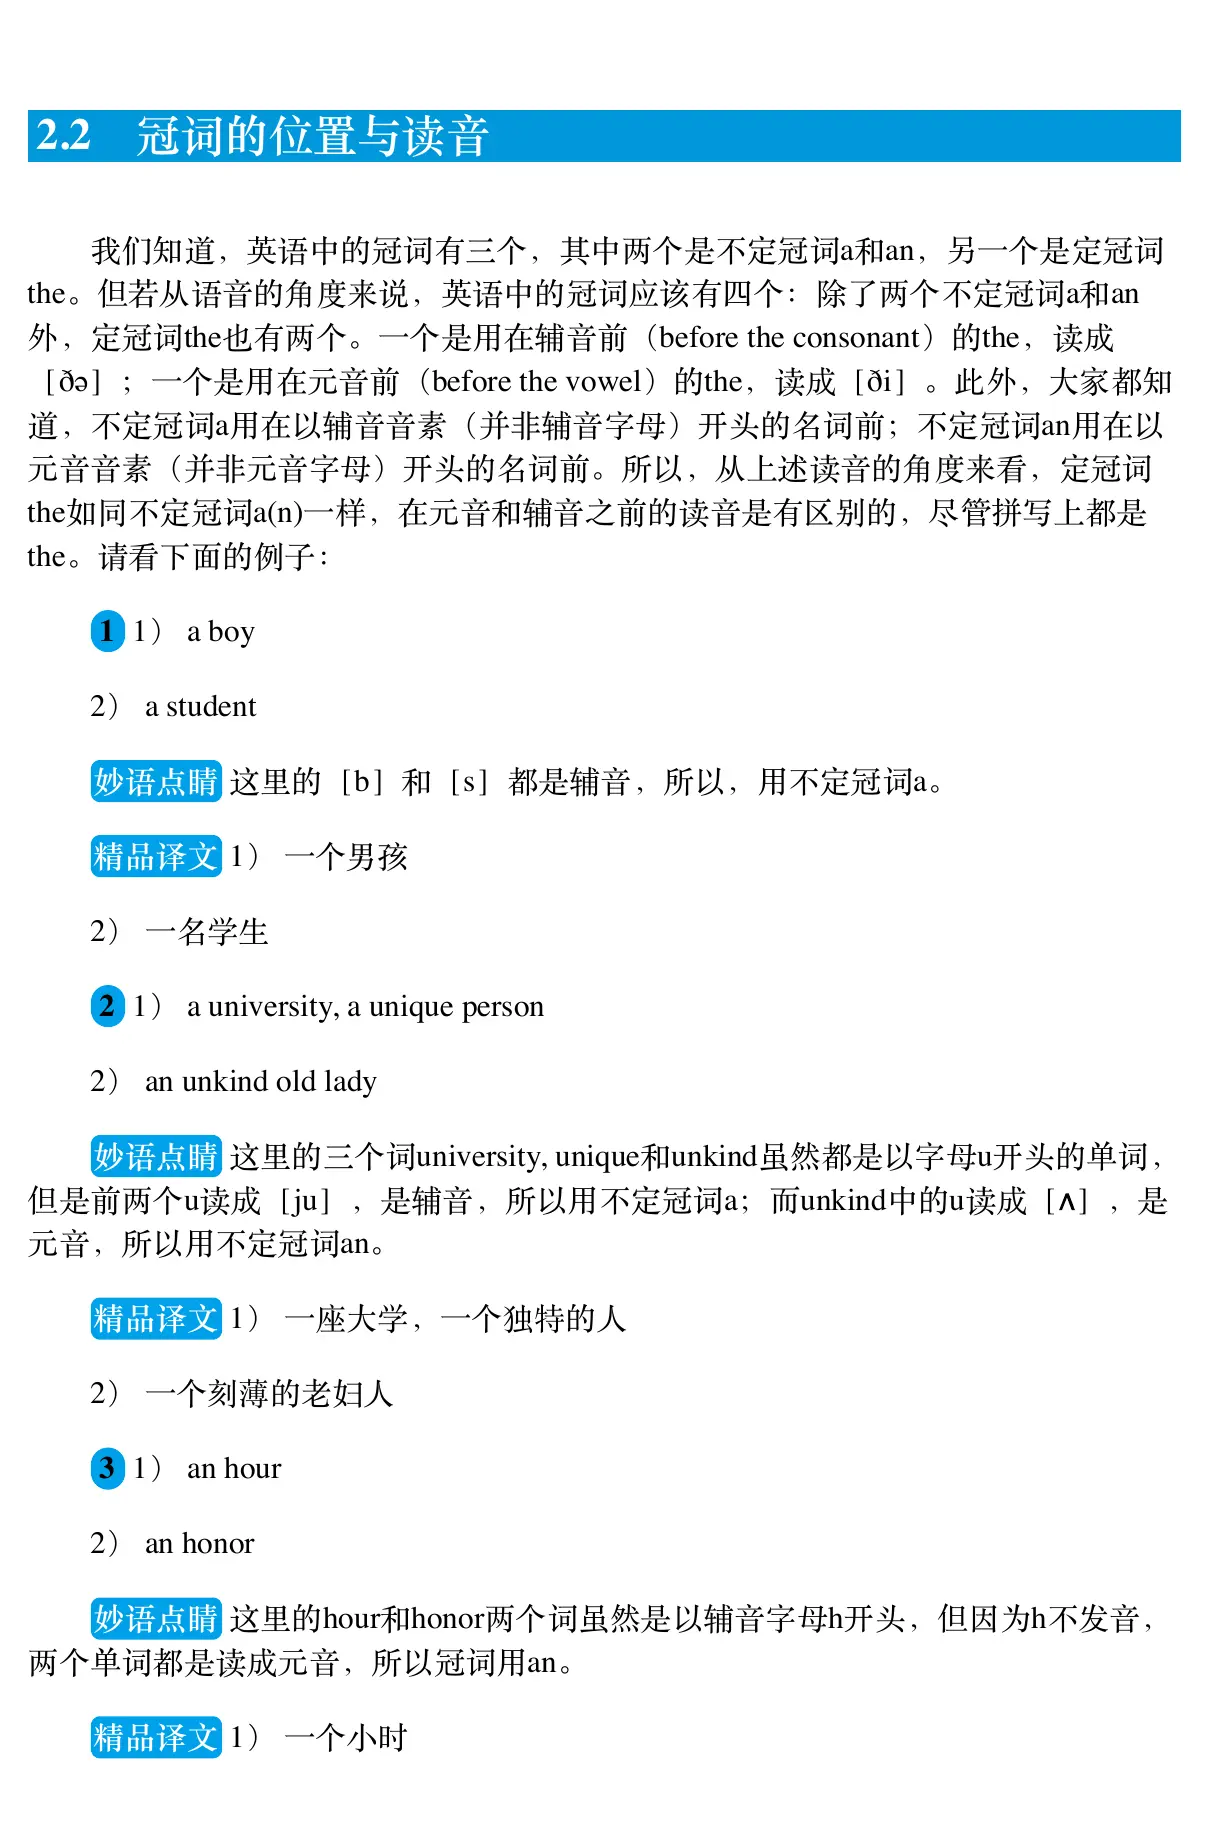 2.2 冠词的位置与读音
我们知道，英语中的冠词有三个，其中两个是不定冠词a和an，另一个是定冠词
the。但若从语音的角度来说，英语中的冠词应该有四个：除了两个不定冠词a和an
外，定冠词the也有两个。一个是用在辅音前（before the consonant）的the，读成
［ðə］；一个是用在元音前（before the vowel）的the，读成［ði］。此外，大家都知
道，不定冠词a用在以辅音音素（并非辅音字母）开头的名词前；不定冠词an用在以
元音音素（并非元音字母）开头的名词前。所以，从上述读音的角度来看，定冠词
the如同不定冠词a(n)一样，在元音和辅音之前的读音是有区别的，尽管拼写上都是
the。请看下面的例子：
1 1） a boy
2） a student
妙语点睛 这里的［b］和［s］都是辅音，所以，用不定冠词a。
精品译文 1） 一个男孩
2） 一名学生
2 1） a university, a unique person
2） an unkind old lady
妙语点睛 这里的三个词university, unique和unkind虽然都是以字母u开头的单词，
但是前两个u读成［ju］，是辅音，所以用不定冠词a；而unkind中的u读成［ʌ］，是
元音，所以用不定冠词an。
精品译文 1） 一座大学，一个独特的人
2） 一个刻薄的老妇人
3 1） an hour
2） an honor
妙语点睛 这里的hour和honor两个词虽然是以辅音字母h开头，但因为h不发音，
两个单词都是读成元音，所以冠词用an。
精品译文 1） 一个小时